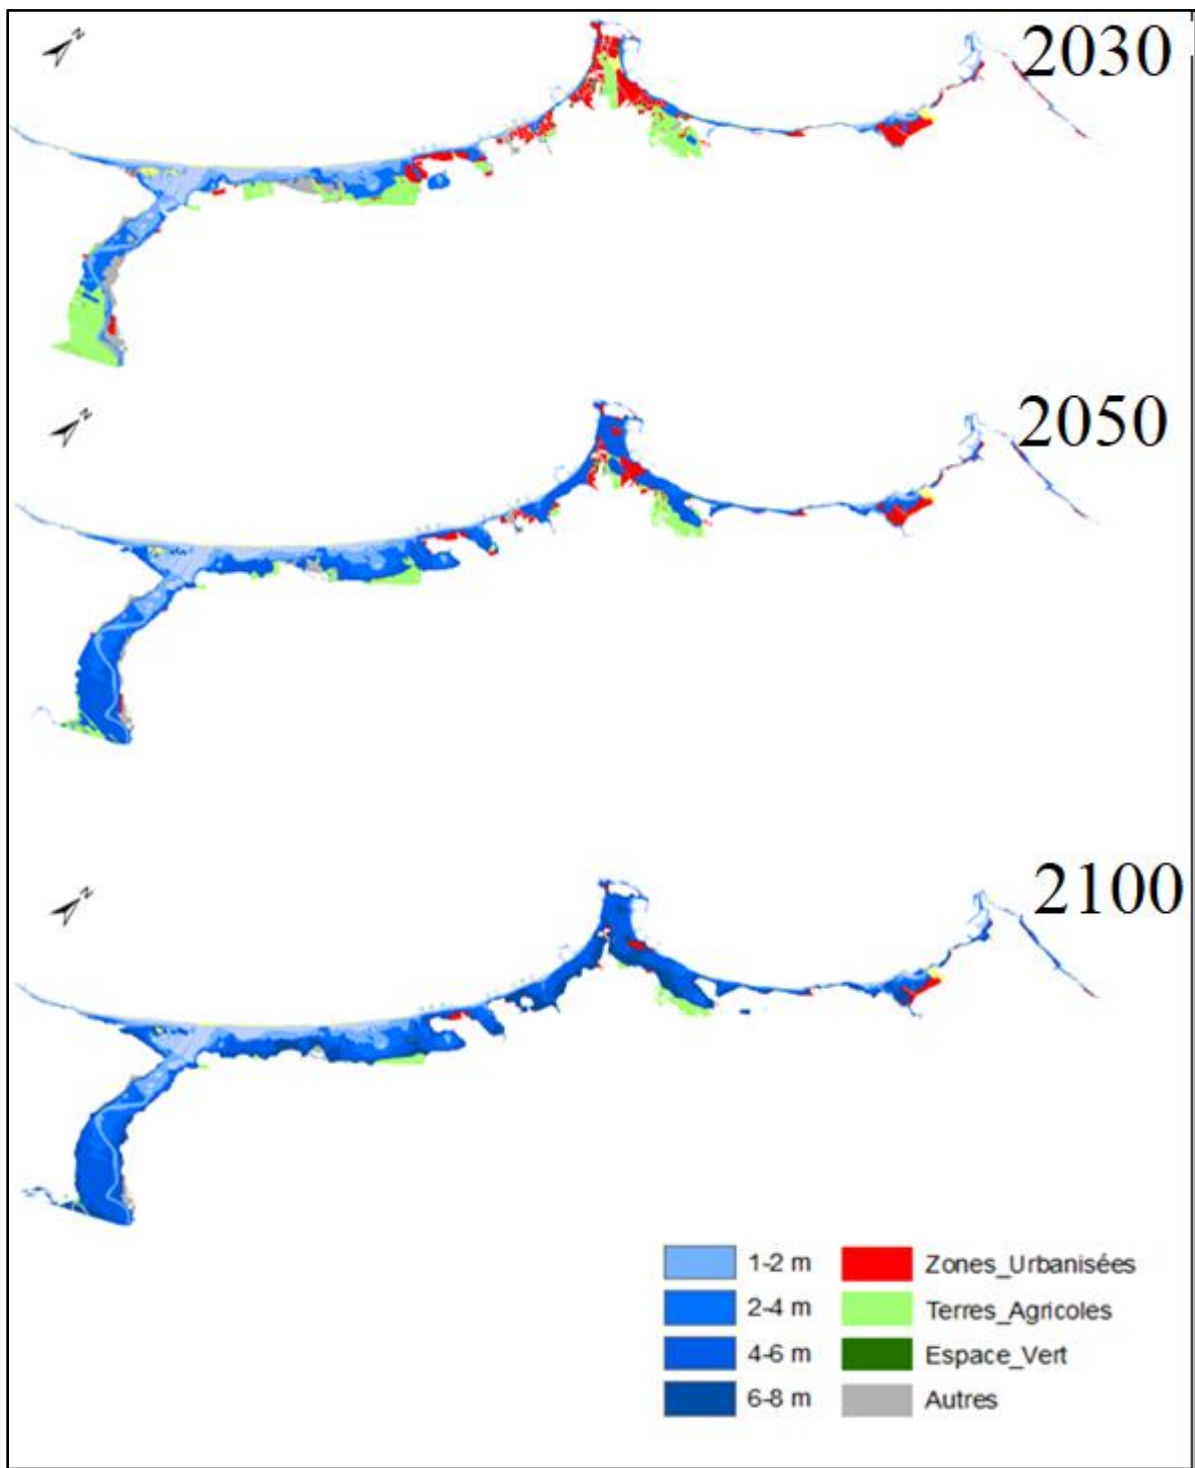 N
2030
N
2050
N
2100
1-2 m
Zones_Urbanisées
2-4 m
Terres_Agricoles
4-6 m
Espace_Vert
6-8 m
Autres